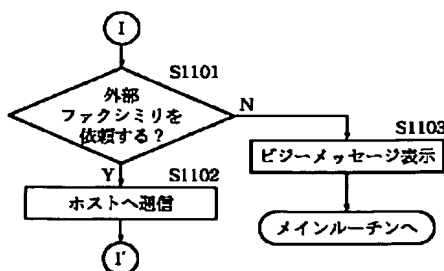 I
S1101
外部
ファクシミリを
依頼する?
N
Y
S1102
ホストへ通信
I'
S1103
ビジーメッセージ表示
メインルーチンへ